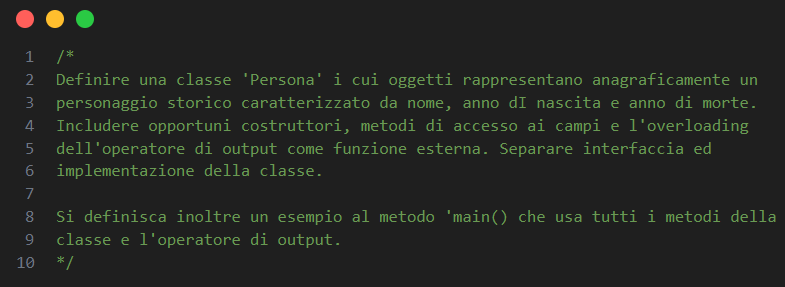 1 /*
2 Definire una classe 'Persona' i cui oggetti rappresentano anagraficamente un
3 personaggio storico caratterizzato da nome, anno dI nascita e anno di morte.
4 Includere opportuni costruttori, metodi di accesso ai campi e l'overloading
5 dell'operatore di output come funzione esterna. Separare interfaccia ed
6 implementazione della classe.
7
8 Si definisca inoltre un esempio al metodo 'main() che usa tutti i metodi della
9 classe e l'operatore di output.
10 */